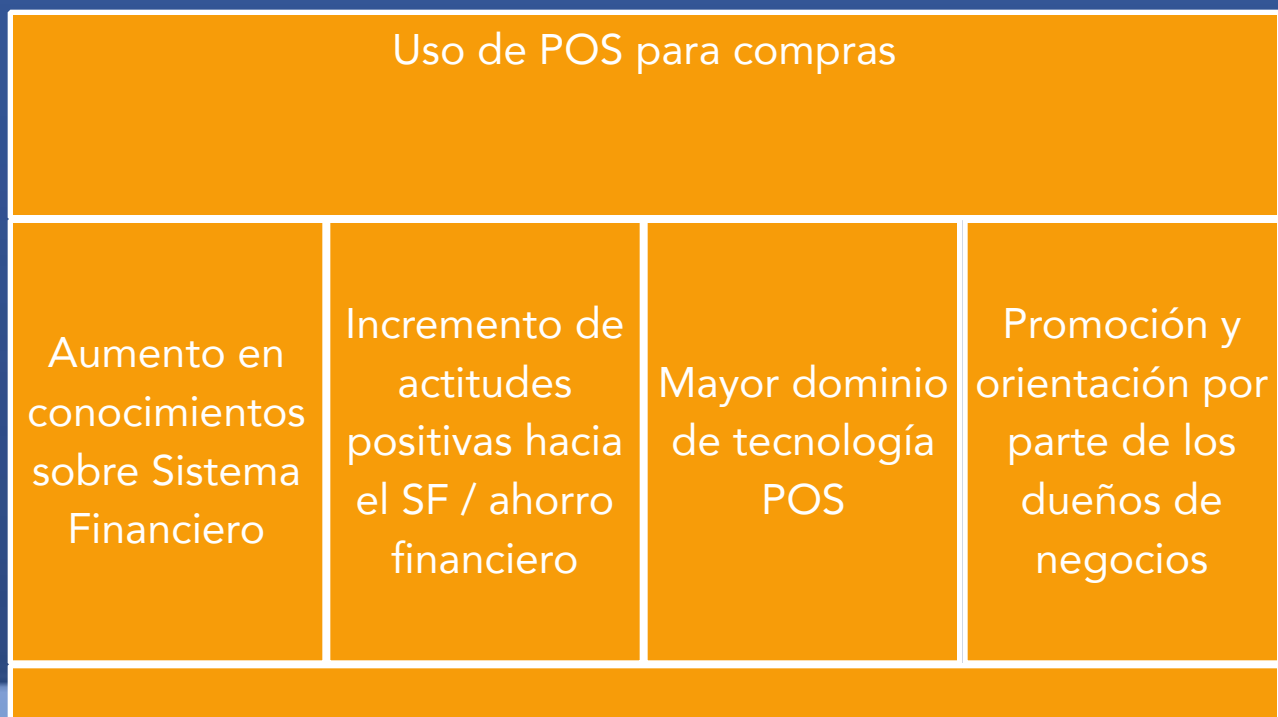 Uso de POS para compras
Aumento en
conocimientos
sobre Sistema
Financiero
Incremento de
actitudes
positivas hacia
el SF / ahorro
financiero
Mayor dominio
de tecnología
POS
Promoción y
orientación por
parte de los
dueños de
negocios